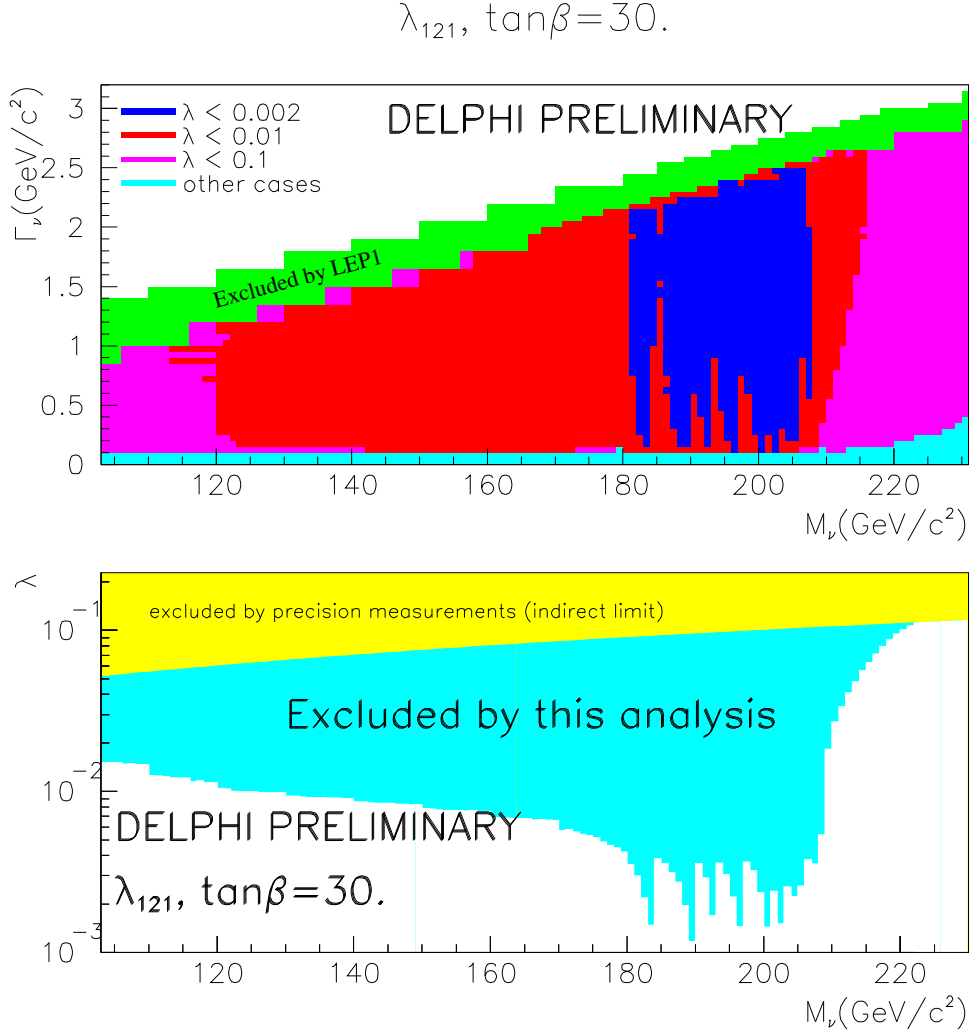 λ₁₂₁, tanβ=30.
Γᵥ(GeV/c²)
3
2.5
2
1.5
1
0.5
0
λ < 0.002
λ < 0.01
λ < 0.1
other cases
DELPHI PRELIMINARY
Excluded by LEP1
120 140 160 180 200 220
Mᵥ(GeV/c²)
λ
10⁻¹
10⁻²
10⁻³
excluded by precision measurements (indirect limit)
Excluded by this analysis
DELPHI PRELIMINARY
λ₁₂₁, tanβ=30.
120 140 160 180 200 220
Mᵥ(GeV/c²)